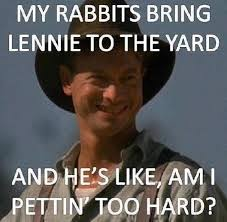 MY RABBITS BRING
LENNIE TO THE YARD
AND HE'S LIKE, AM I
PETTIN' TOO HARD?